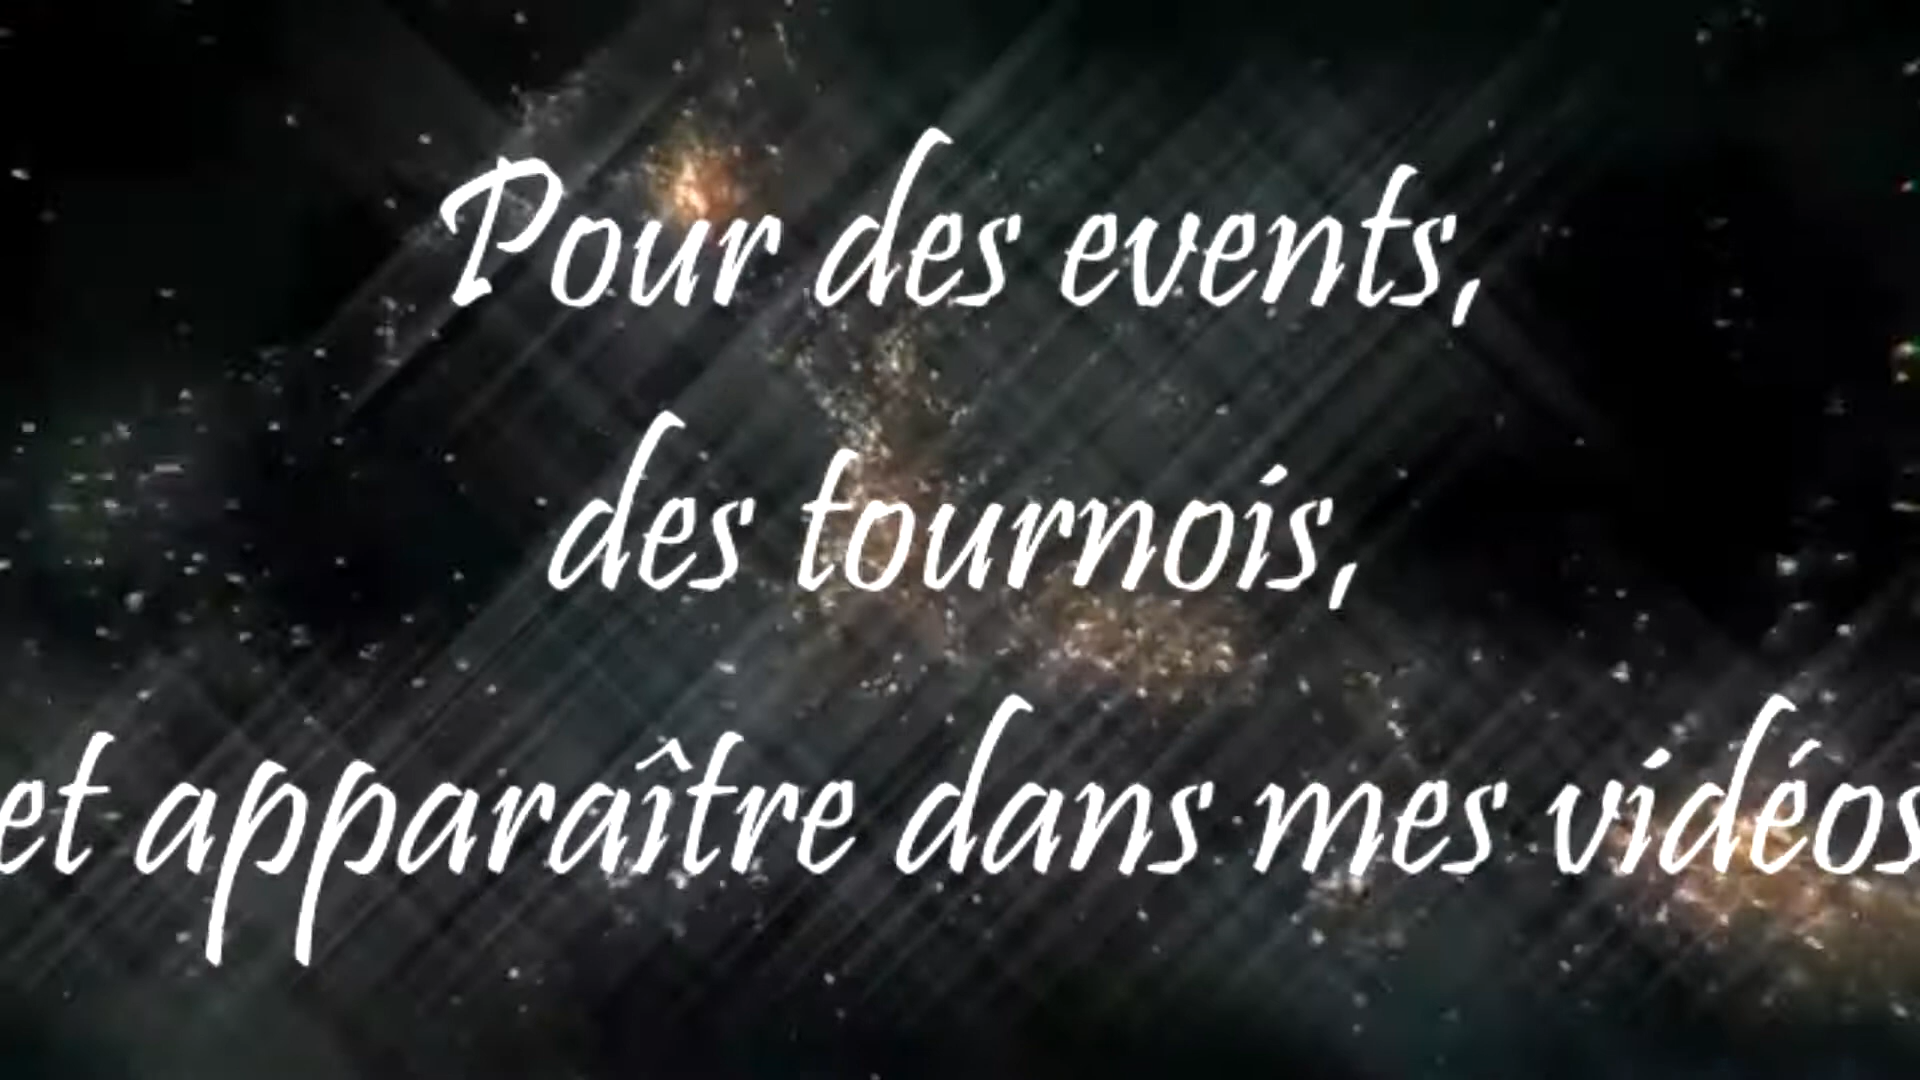 Pour des events,
des tournois,
et apparaître dans mes vidéos